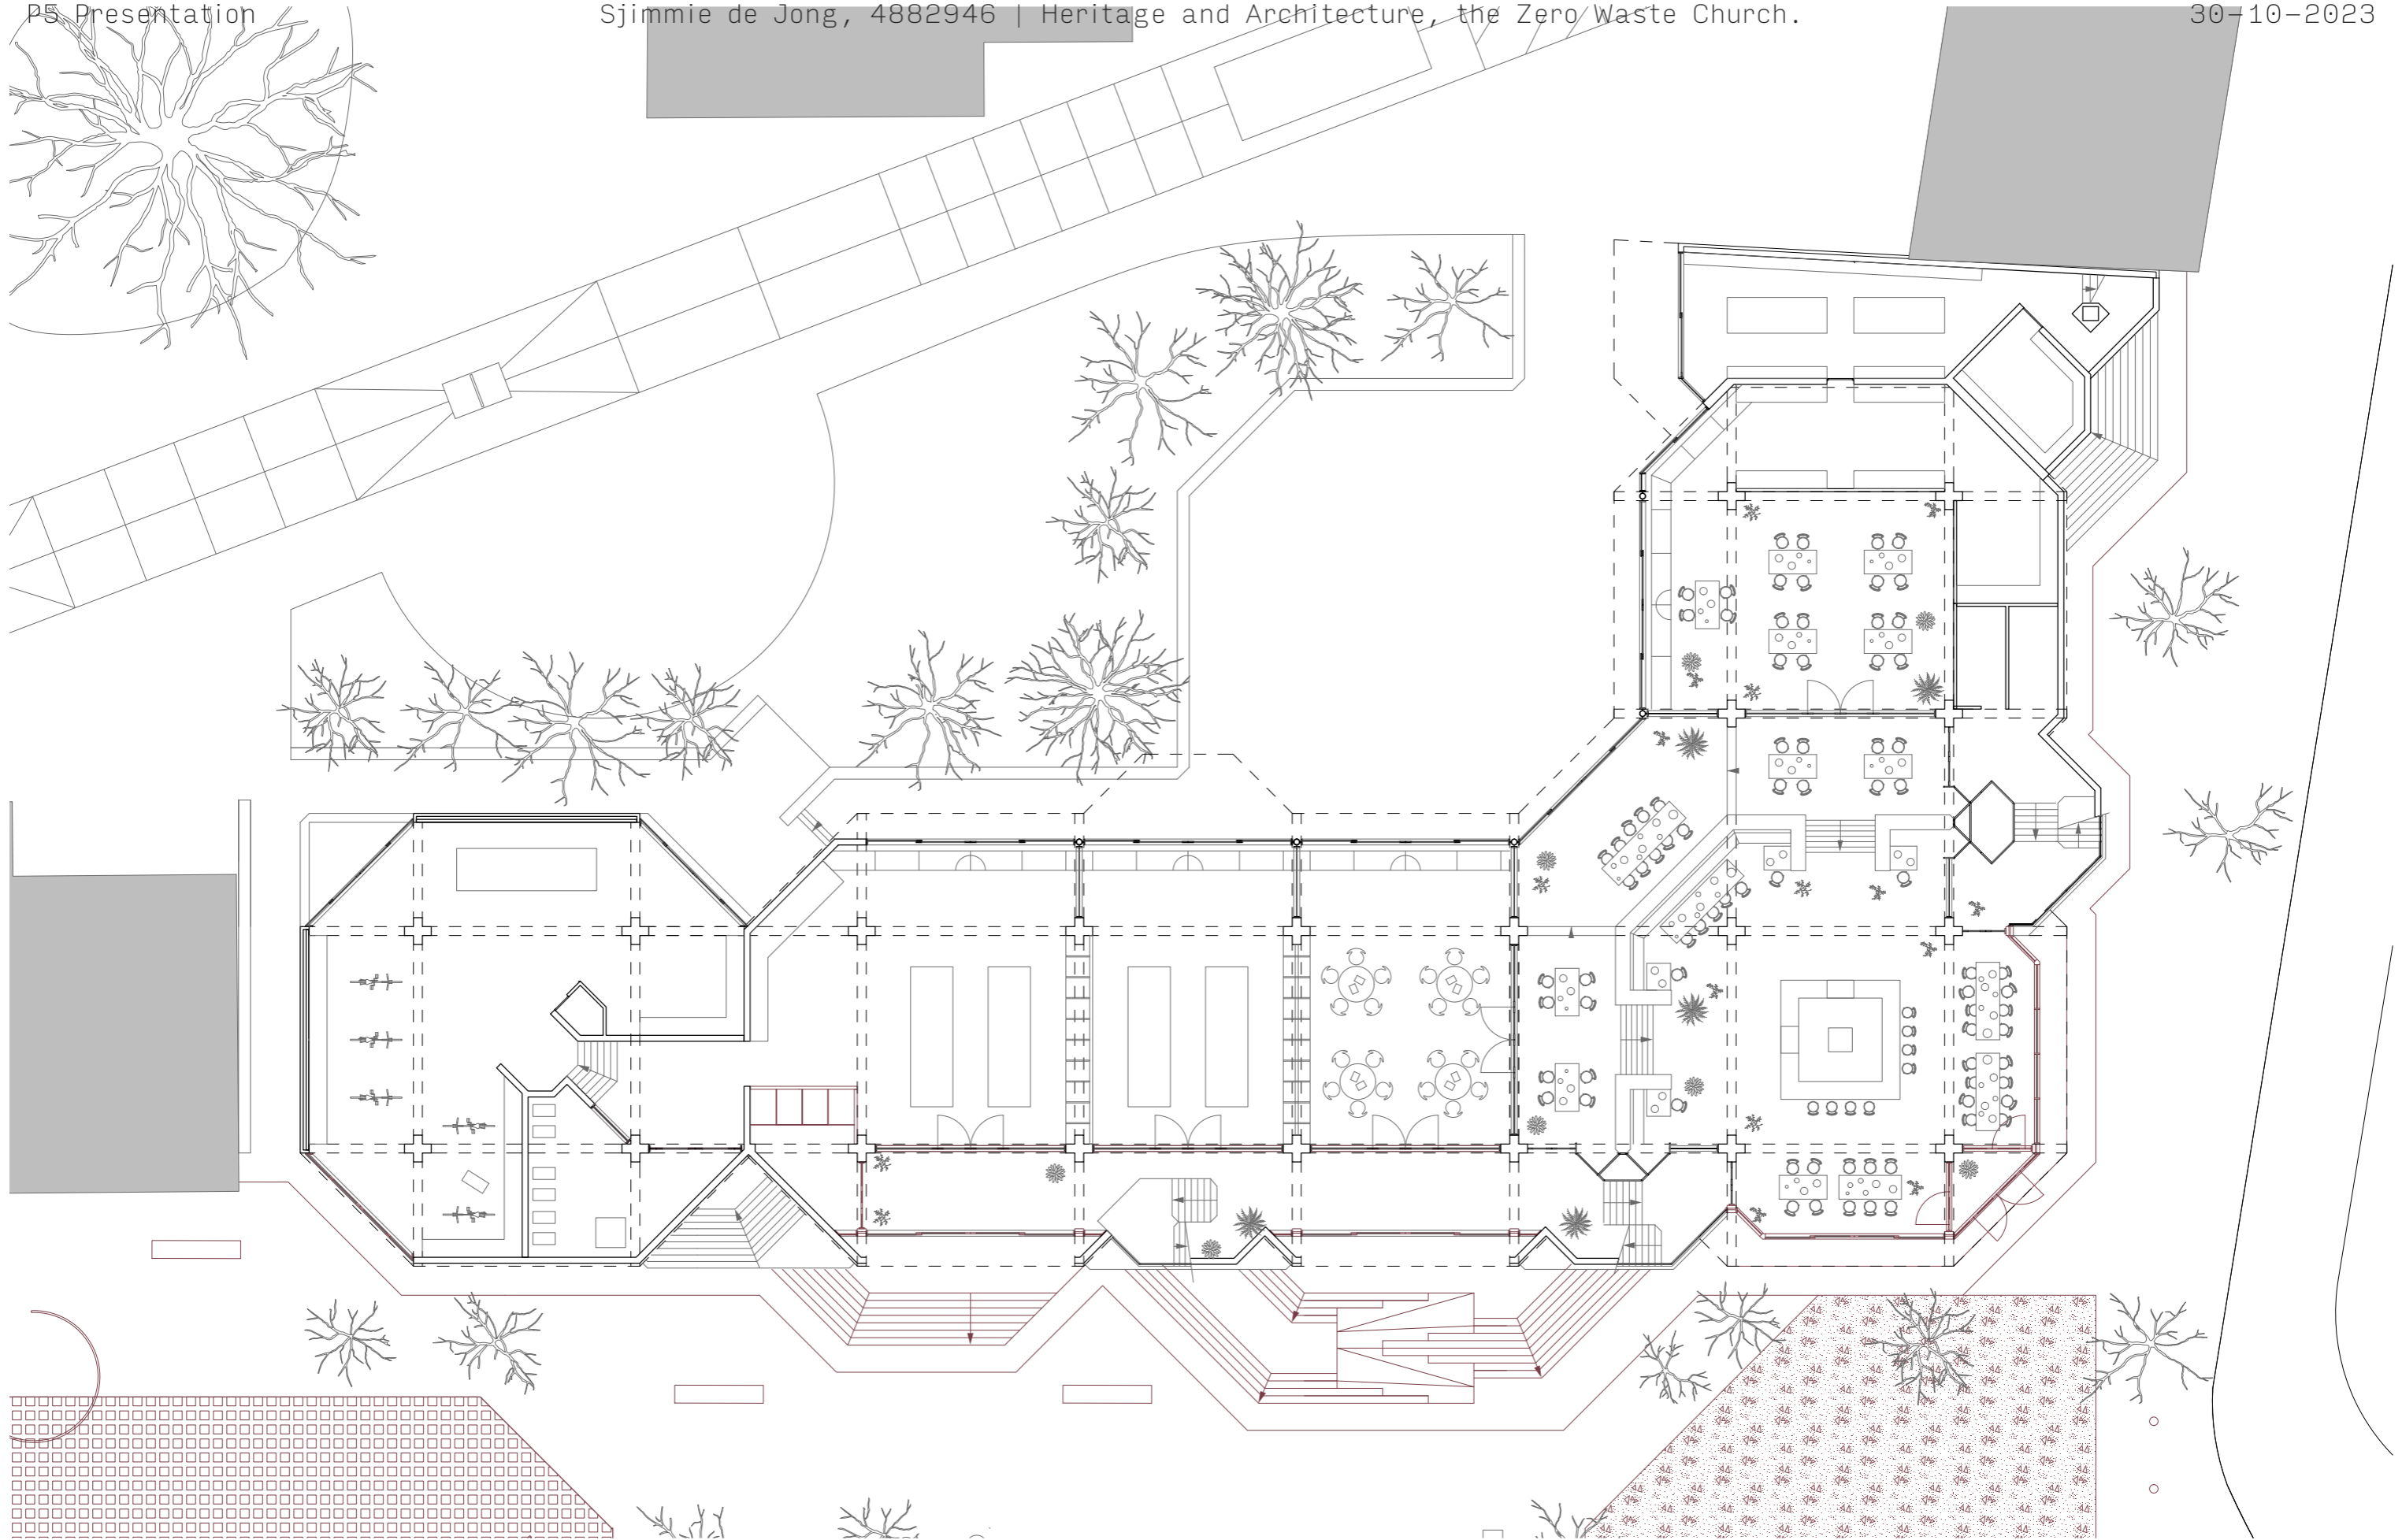 P5 Presentation
Sjimmie de Jong, 4882946 | Heritage and Architecture, the Zero Waste Church.
30-10-2023